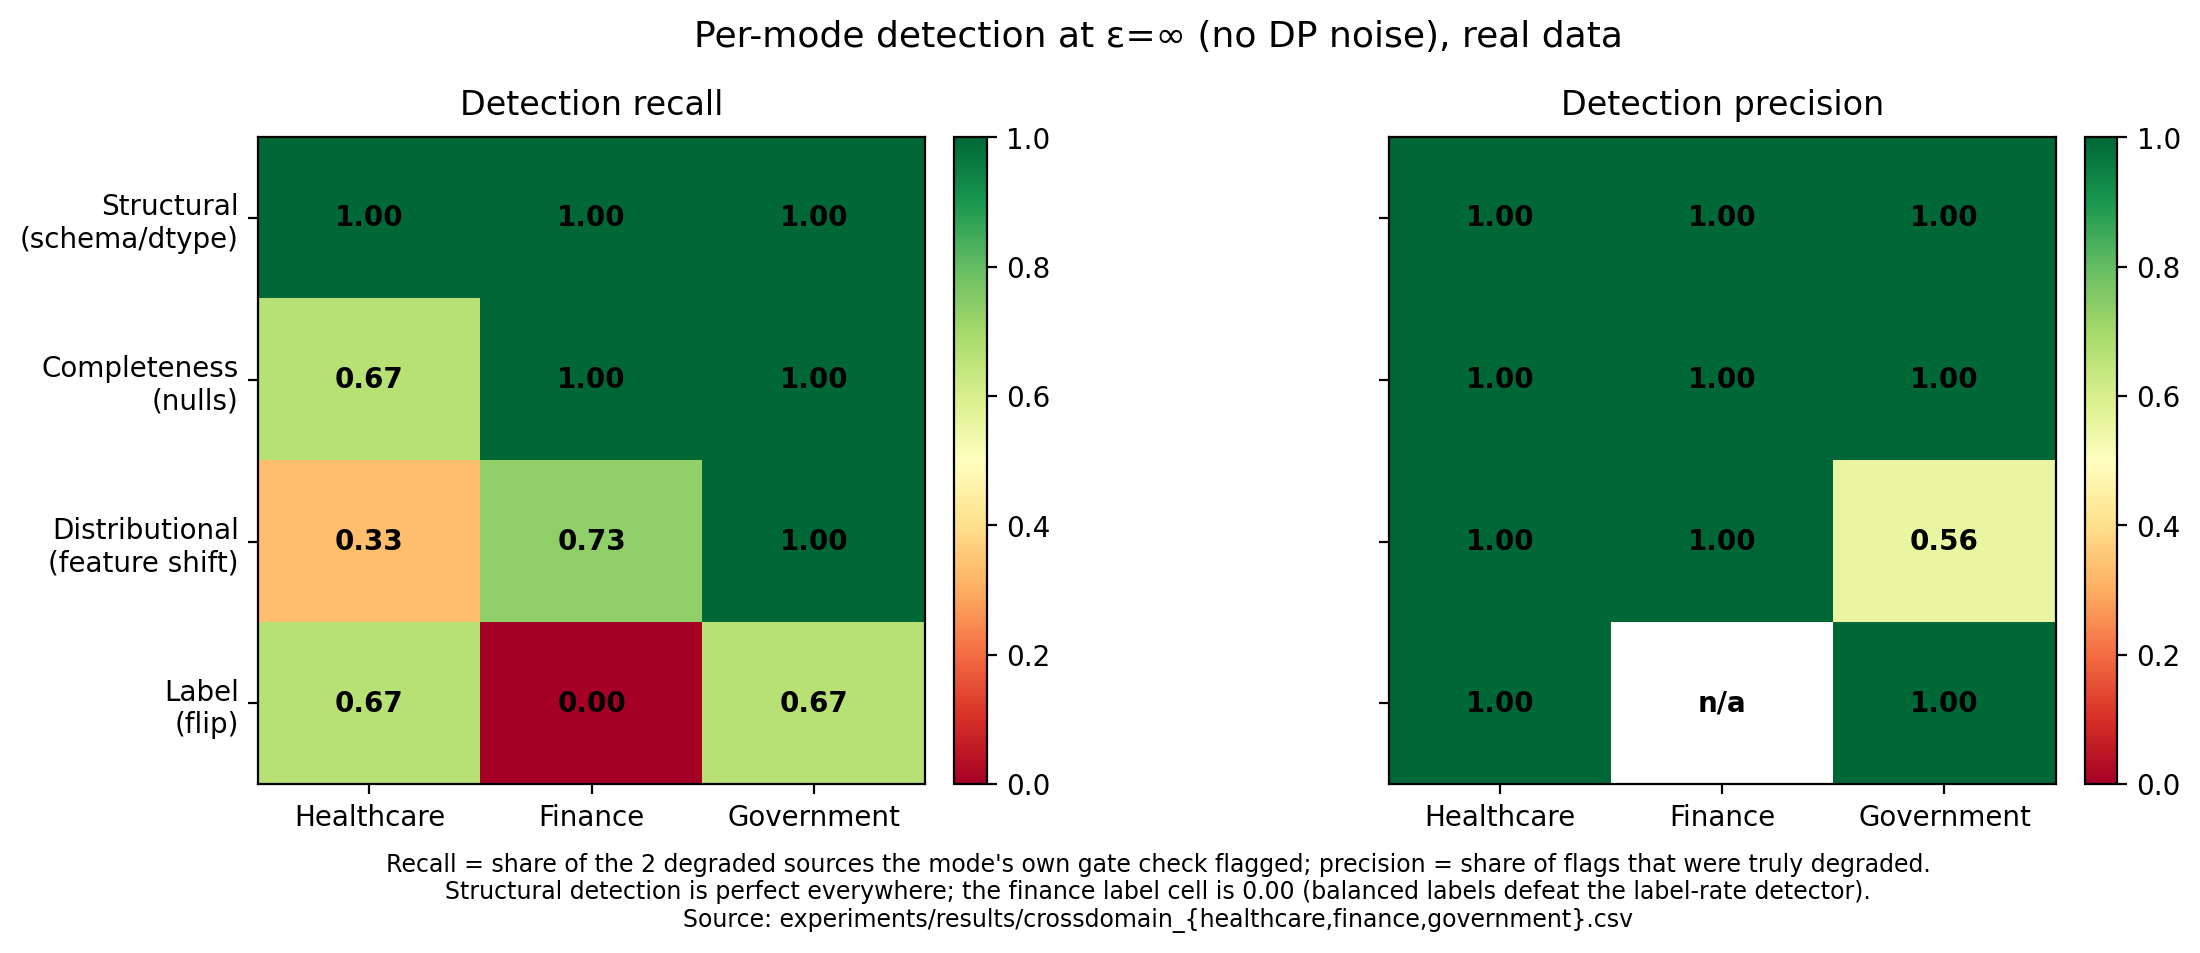 Per-mode detection at ε=∞ (no DP noise), real data
Detection recall
Structural
(schema/dtype)
Completeness
(nulls)
Distributional
(feature shift)
Label
(flip)
1.00 1.00 1.00
0.67 1.00 1.00
0.33 0.73 1.00
0.67 0.00 0.67
Healthcare Finance Government
1.0
0.8
0.6
0.4
0.2
0.0
Detection precision
1.00 1.00 1.00
1.00 1.00 1.00
1.00 1.00 0.56
1.00 n/a 1.00
Healthcare Finance Government
1.0
0.8
0.6
0.4
0.2
0.0
Recall = share of the 2 degraded sources the mode's own gate check flagged; precision = share of flags that were truly degraded.
Structural detection is perfect everywhere; the finance label cell is 0.00 (balanced labels defeat the label-rate detector).
Source: experiments/results/crossdomain_{healthcare,finance,government}.csv